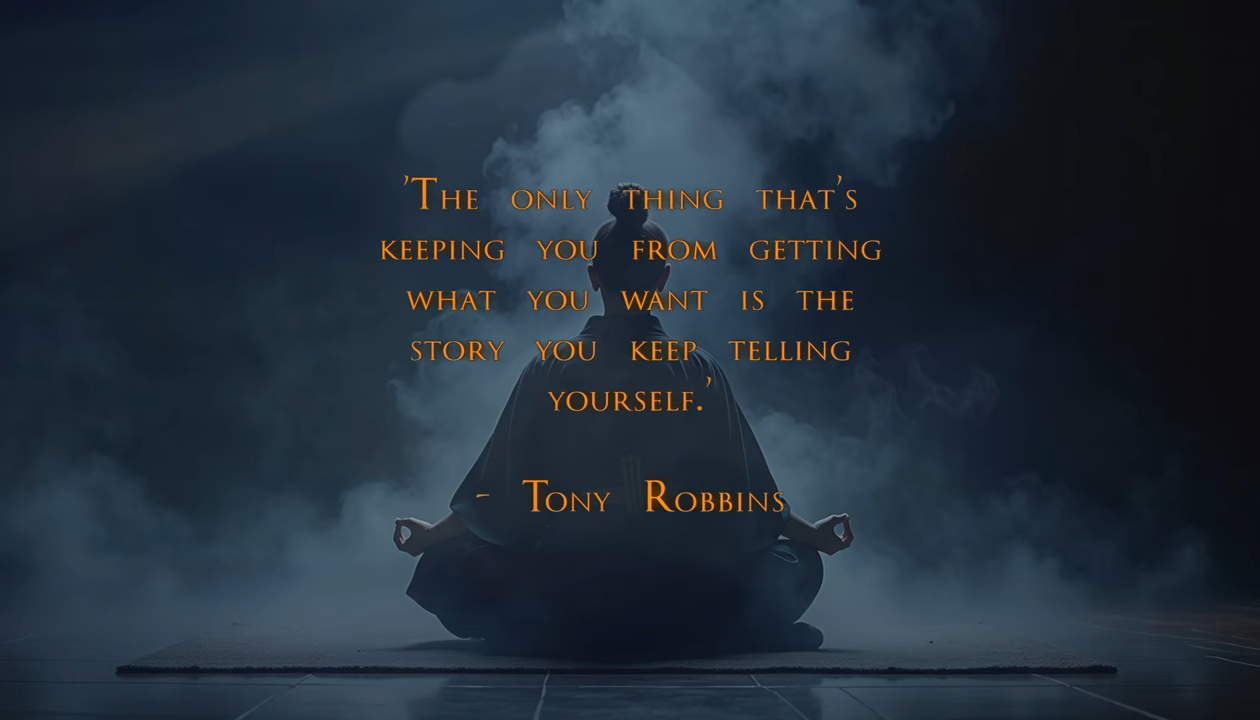 'The only thing that's
keeping you from getting
what you want is the
story you keep telling
yourself.'
- Tony Robbins